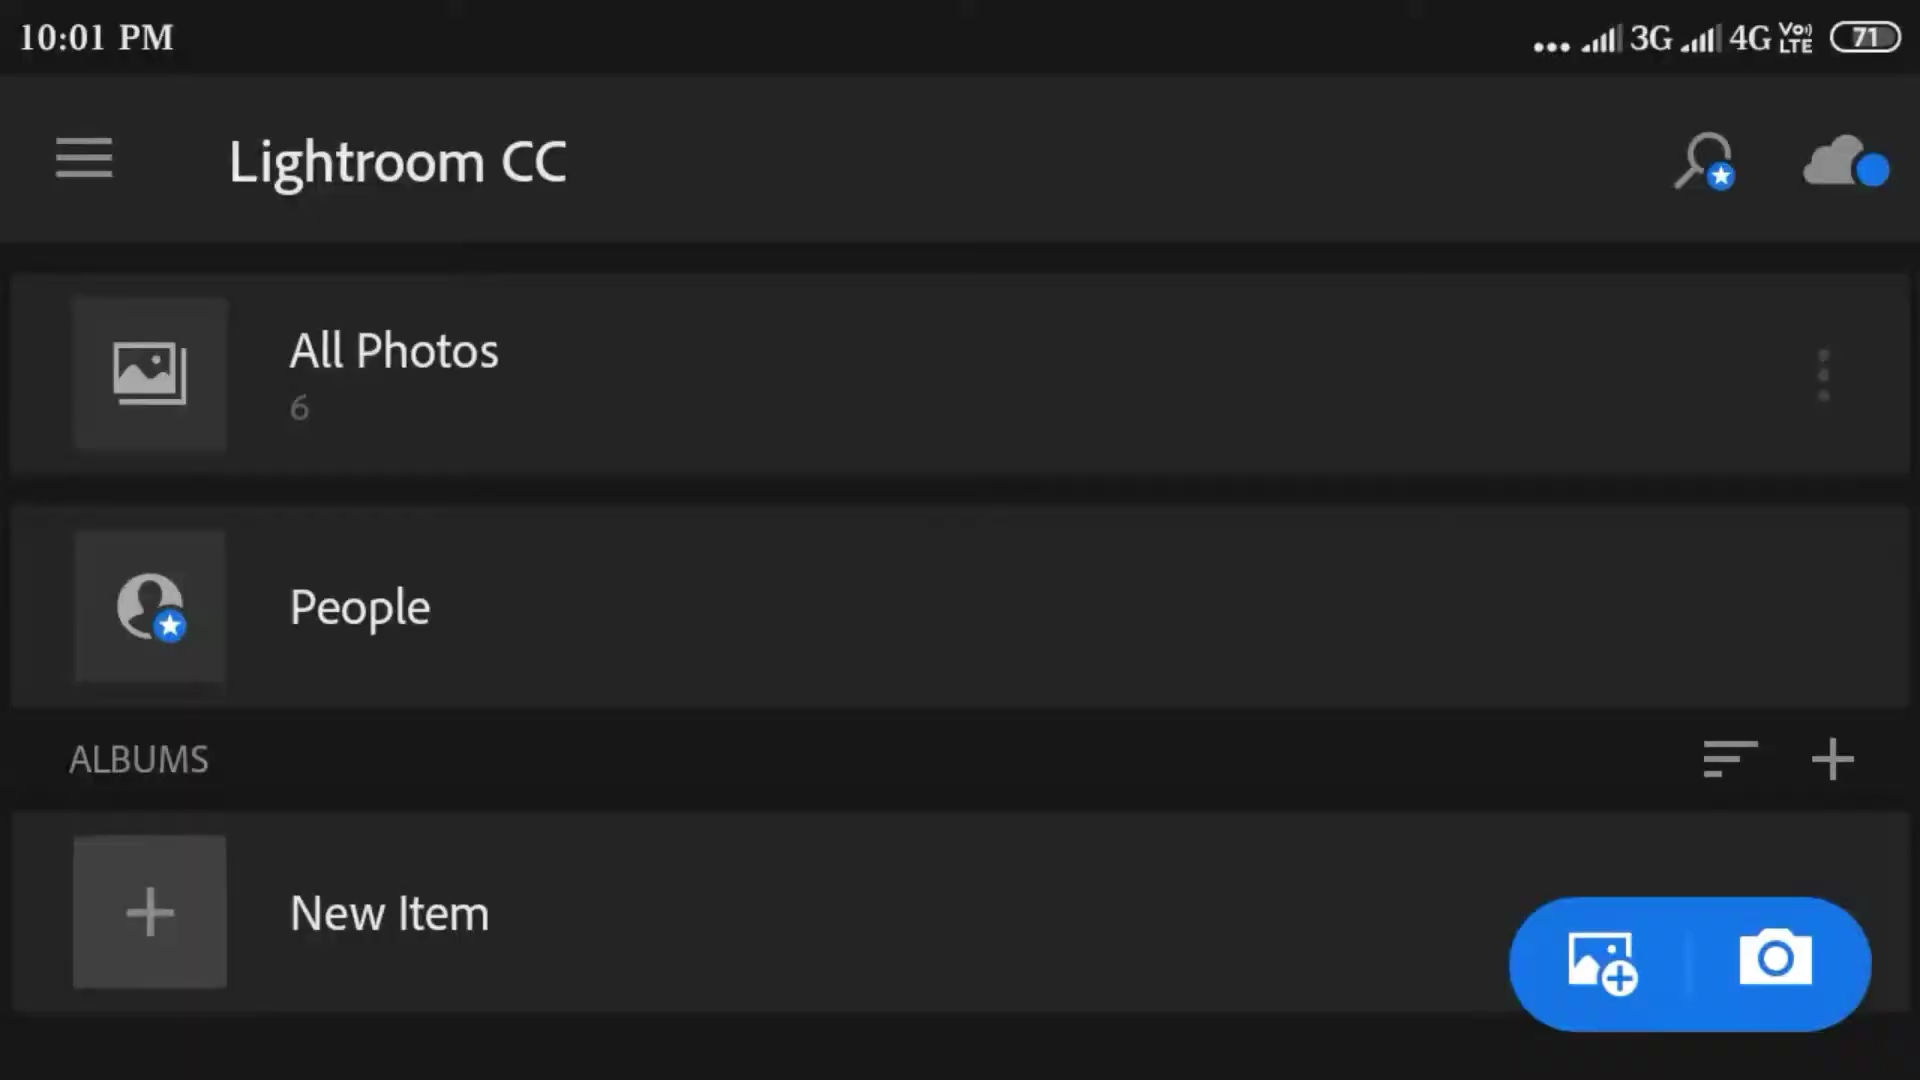 10:01 PM
3G 4G Vo)) LTE 71
Lightroom CC
All Photos
6
People
ALBUMS
New Item